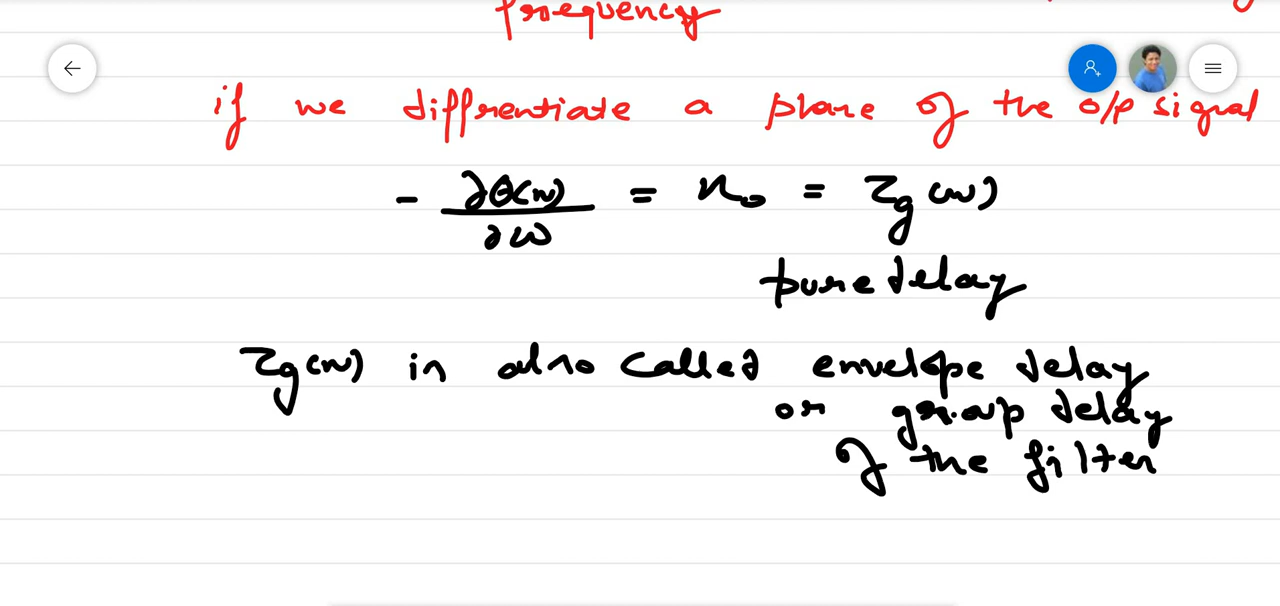 frequency
if we diffrentiate a phase of the o/p signal
- ∂θ(w)/∂w = n₀ = τg(w)
pure delay
τg(w) is also called envelope delay
or group delay
of the filter